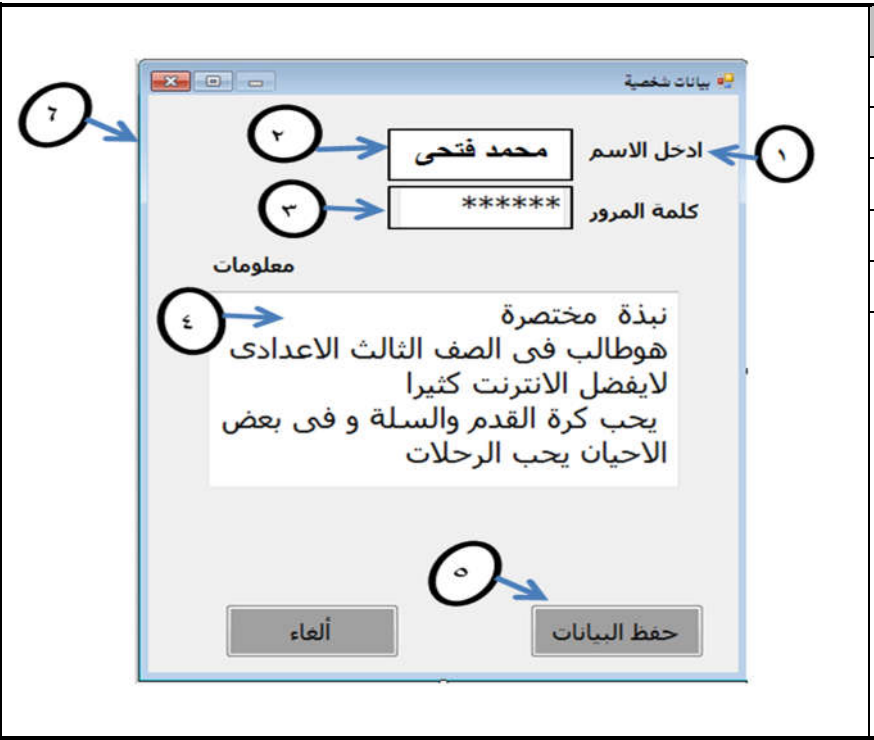 بيانات شخصية
٦
٢
ادخل الاسم
محمد فتحى
١
٣
كلمة المرور
******
معلومات
٤
نبذة مختصرة
هوطالب فى الصف الثالث الاعدادى
لايفضل الانترنت كثيرا
يحب كرة القدم والسلة و فى بعض
الاحيان يحب الرحلات
٥
حفظ البيانات
ألغاء